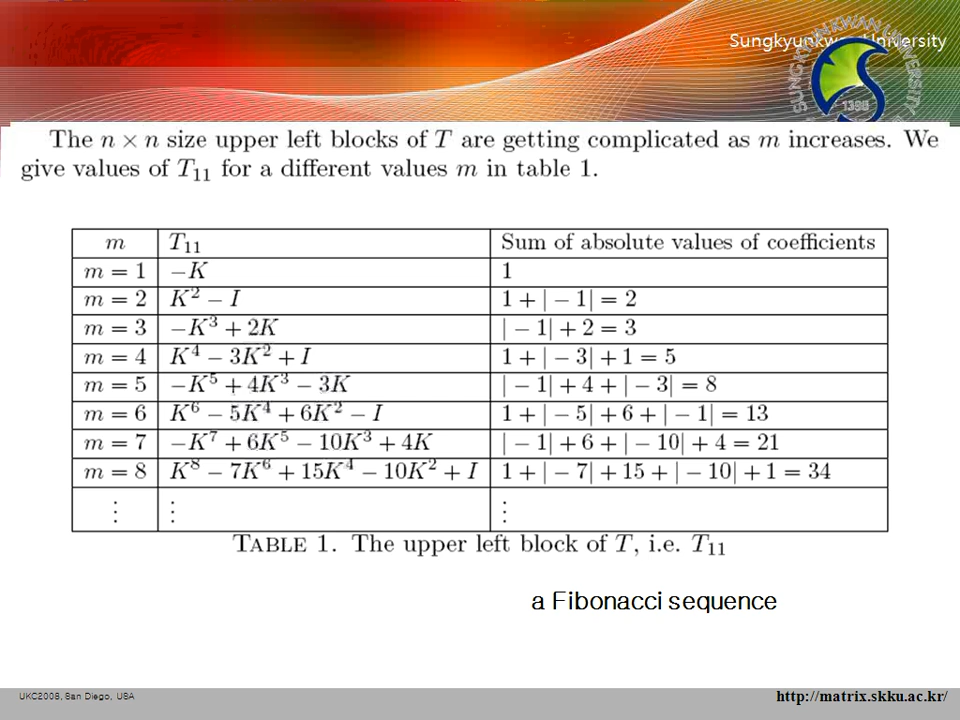 Sungkyunkwan University
SUNGKYUNKWAN UNIVERSITY
1398
The n × n size upper left blocks of T are getting complicated as m increases. We
give values of T₁₁ for a different values m in table 1.
m T₁₁ Sum of absolute values of coefficients
m = 1 −K 1
m = 2 K² − I 1 + | − 1| = 2
m = 3 −K³ + 2K | − 1| + 2 = 3
m = 4 K⁴ − 3K² + I 1 + | − 3| + 1 = 5
m = 5 −K⁵ + 4K³ − 3K | − 1| + 4 + | − 3| = 8
m = 6 K⁶ − 5K⁴ + 6K² − I 1 + | − 5| + 6 + | − 1| = 13
m = 7 −K⁷ + 6K⁵ − 10K³ + 4K | − 1| + 6 + | − 10| + 4 = 21
m = 8 K⁸ − 7K⁶ + 15K⁴ − 10K² + I 1 + | − 7| + 15 + | − 10| + 1 = 34
⋮ ⋮ ⋮
TABLE 1. The upper left block of T, i.e. T₁₁
a Fibonacci sequence
UKC2008, San Diego, USA
http://matrix.skku.ac.kr/